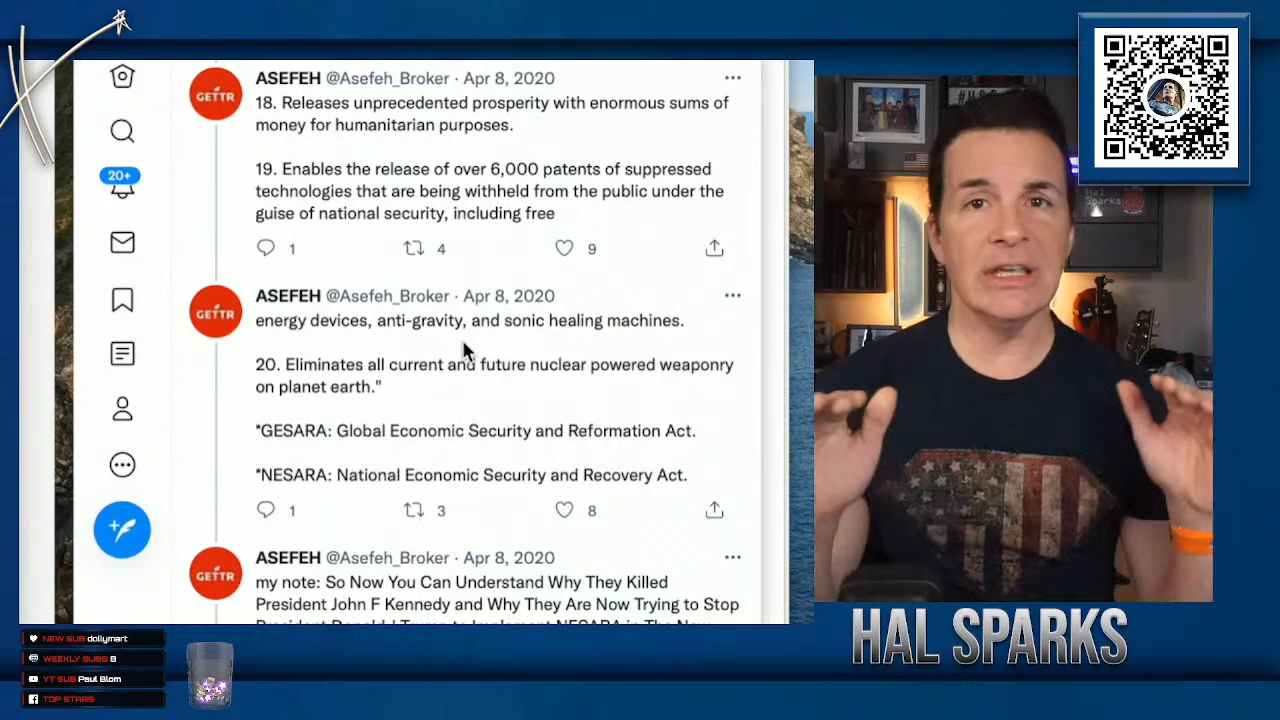 ASEFEH @Asefeh_Broker · Apr 8, 2020
18. Releases unprecedented prosperity with enormous sums of
money for humanitarian purposes.
19. Enables the release of over 6,000 patents of suppressed
technologies that are being withheld from the public under the
guise of national security, including free
1 4 9
ASEFEH @Asefeh_Broker · Apr 8, 2020
energy devices, anti-gravity, and sonic healing machines.
20. Eliminates all current and future nuclear powered weaponry
on planet earth."
*GESARA: Global Economic Security and Reformation Act.
*NESARA: National Economic Security and Recovery Act.
1 3 8
ASEFEH @Asefeh_Broker · Apr 8, 2020
my note: So Now You Can Understand Why They Killed
President John F Kennedy and Why They Are Now Trying to Stop
GETTR
GETTR
GETTR
20+
Hal
Sparks
HAL SPARKS
NEW SUB dollymart
WEEKLY SUBS 8
YT SUB Paul Blom
TOP STARS